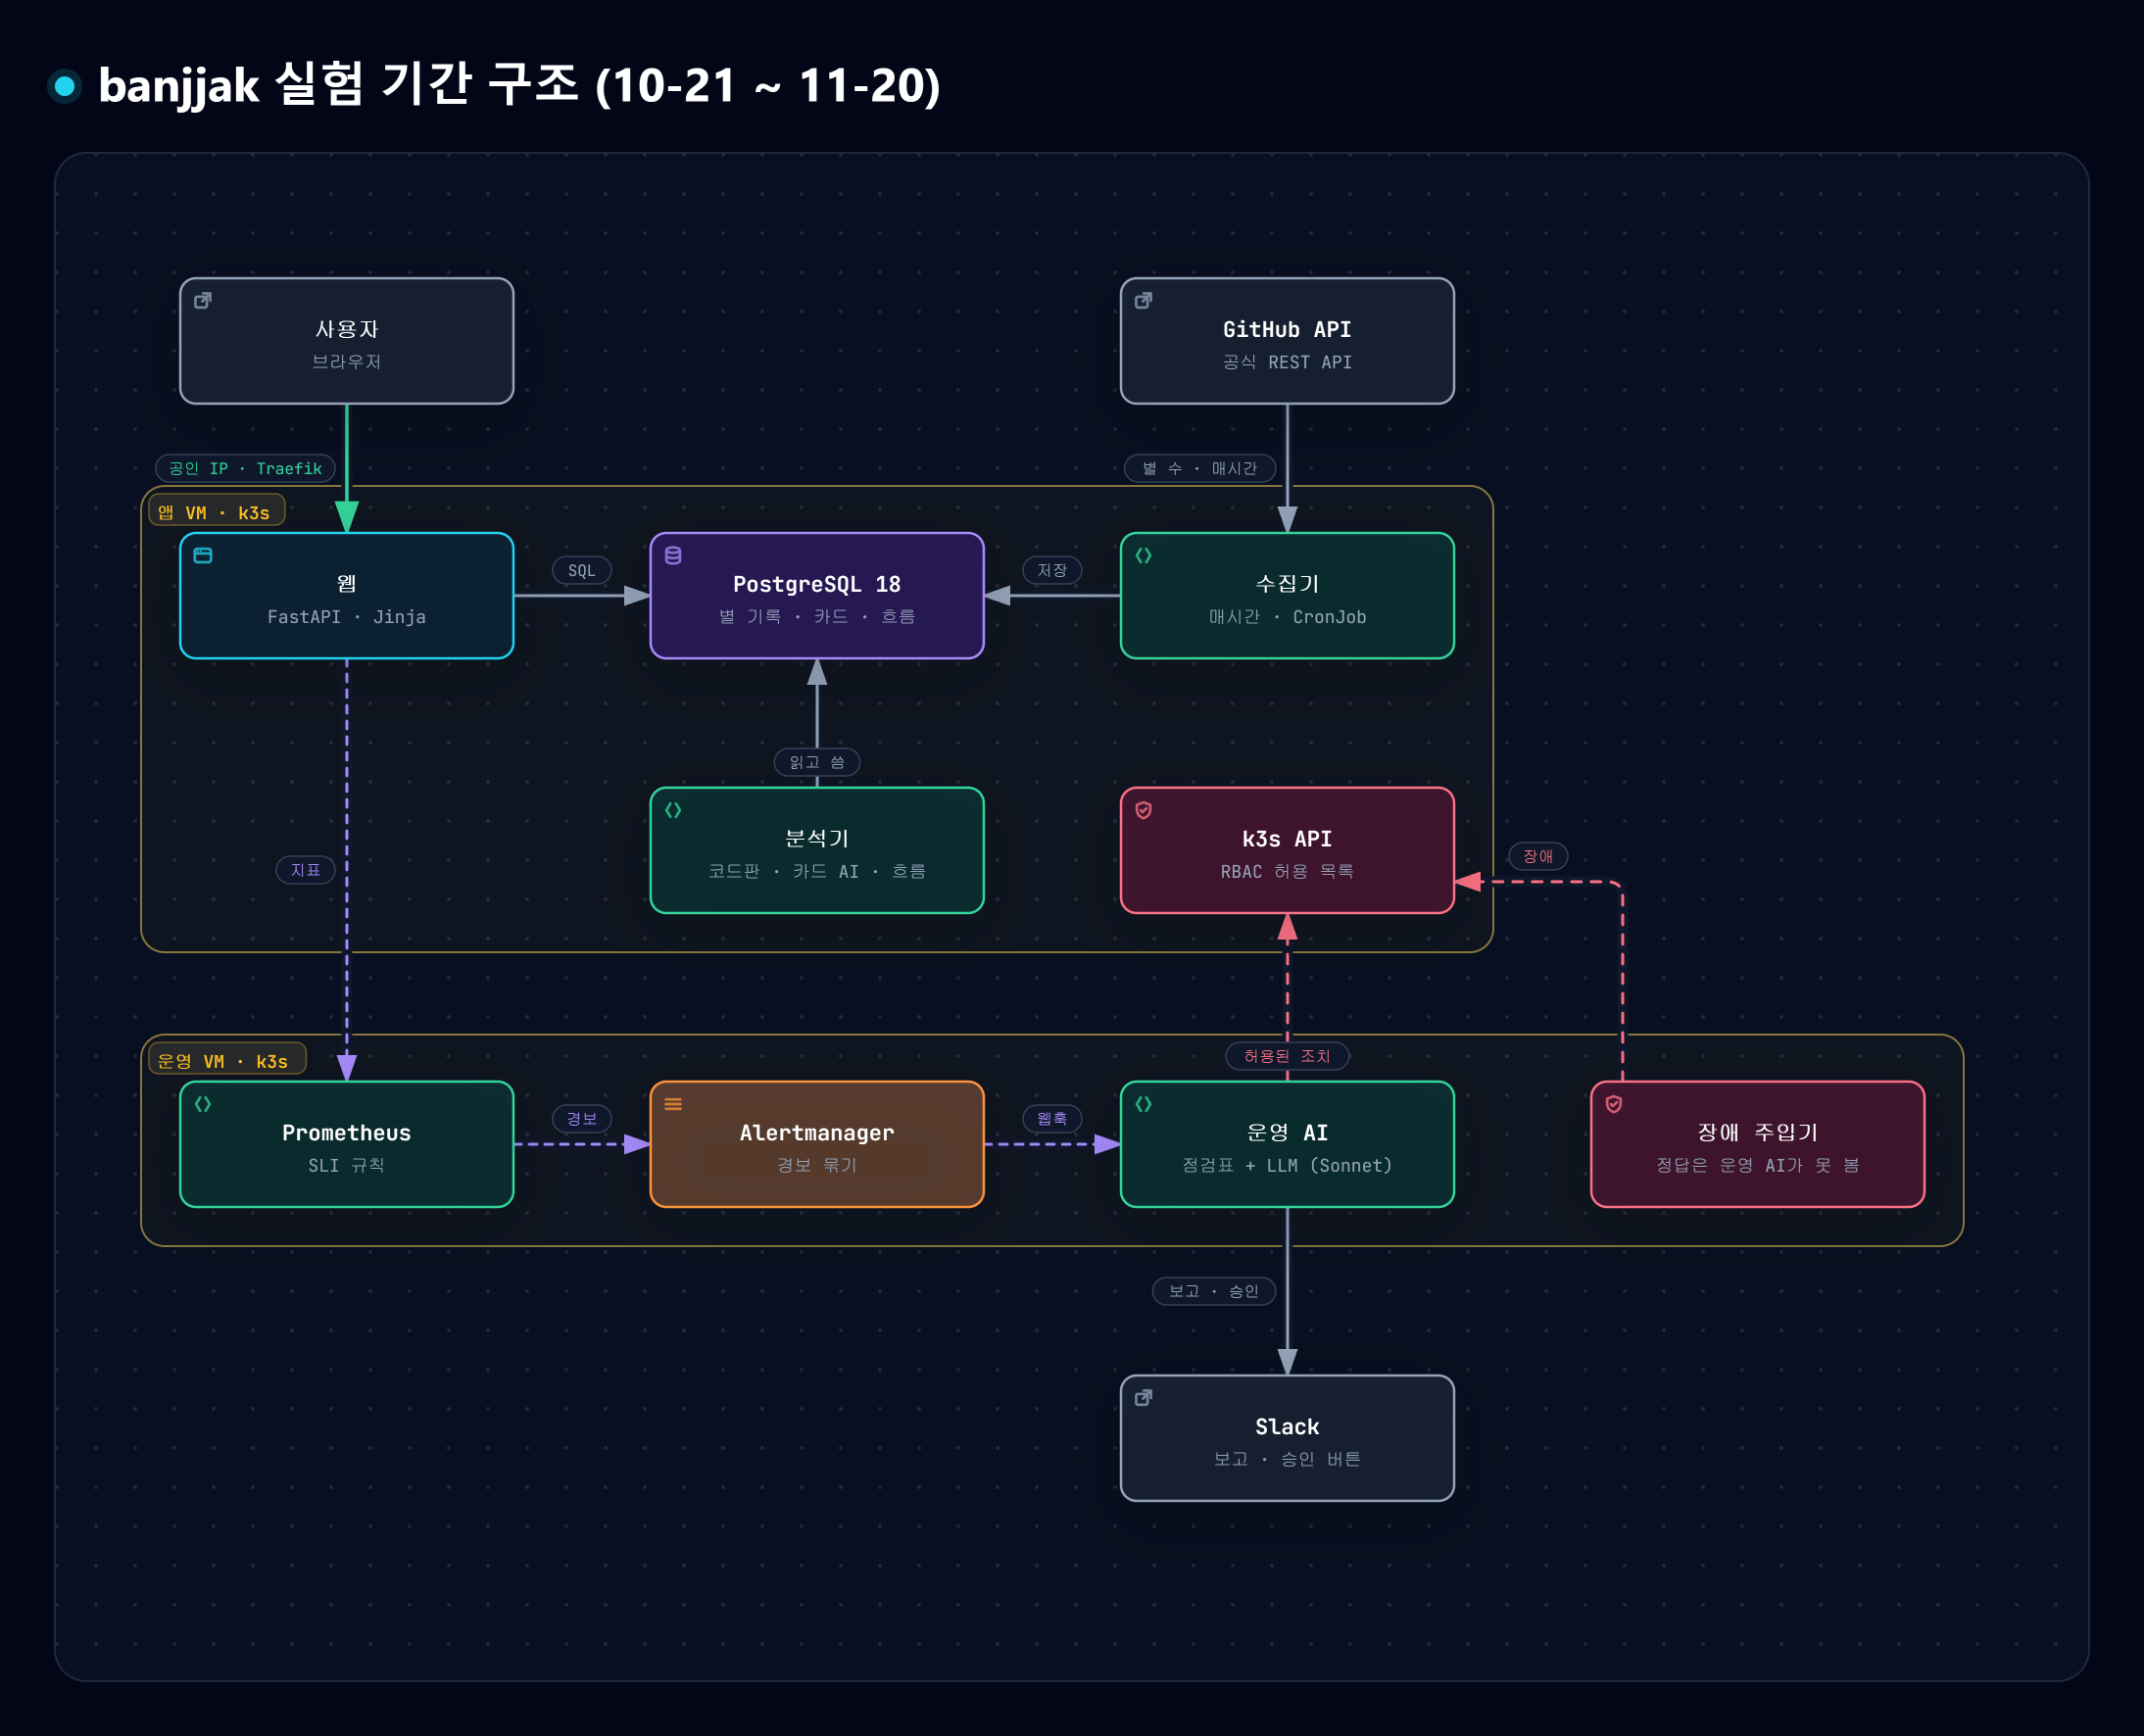 banjjak 실험 기간 구조 (10-21 ~ 11-20)
사용자
브라우저
GitHub API
공식 REST API
공인 IP · Traefik
별 수 · 매시간
앱 VM · k3s
웹
FastAPI · Jinja
SQL
PostgreSQL 18
별 기록 · 카드 · 흐름
저장
수집기
매시간 · CronJob
읽고 씀
분석기
코드판 · 카드 AI · 흐름
k3s API
RBAC 허용 목록
장애
지표
운영 VM · k3s
허용된 조치
Prometheus
SLI 규칙
경보
Alertmanager
경보 묶기
웹훅
운영 AI
점검표 + LLM (Sonnet)
장애 주입기
정답은 운영 AI가 못 봄
보고 · 승인
Slack
보고 · 승인 버튼